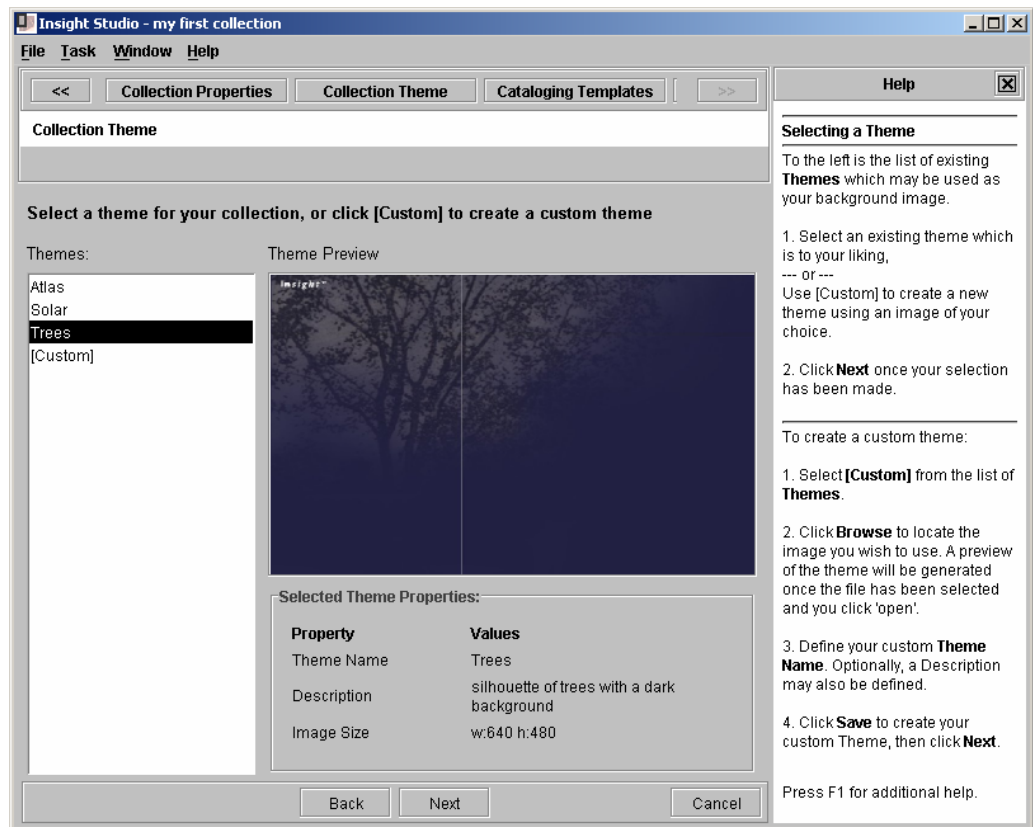 Insight Studio - my first collection
File Task Window Help
<< Collection Properties Collection Theme Cataloging Templates >>
Collection Theme
Select a theme for your collection, or click [Custom] to create a custom theme
Themes:
Atlas
Solar
Trees
[Custom]
Theme Preview
insight™
Selected Theme Properties:
Property Values
Theme Name Trees
Description silhouette of trees with a dark
background
Image Size w:640 h:480
Back Next Cancel
Help
Selecting a Theme
To the left is the list of existing
Themes which may be used as
your background image.
1. Select an existing theme which
is to your liking,
--- or ---
Use [Custom] to create a new
theme using an image of your
choice.
2. Click Next once your selection
has been made.
To create a custom theme:
1. Select [Custom] from the list of
Themes.
2. Click Browse to locate the
image you wish to use. A preview
of the theme will be generated
once the file has been selected
and you click 'open'.
3. Define your custom Theme
Name. Optionally, a Description
may also be defined.
4. Click Save to create your
custom Theme, then click Next.
Press F1 for additional help.